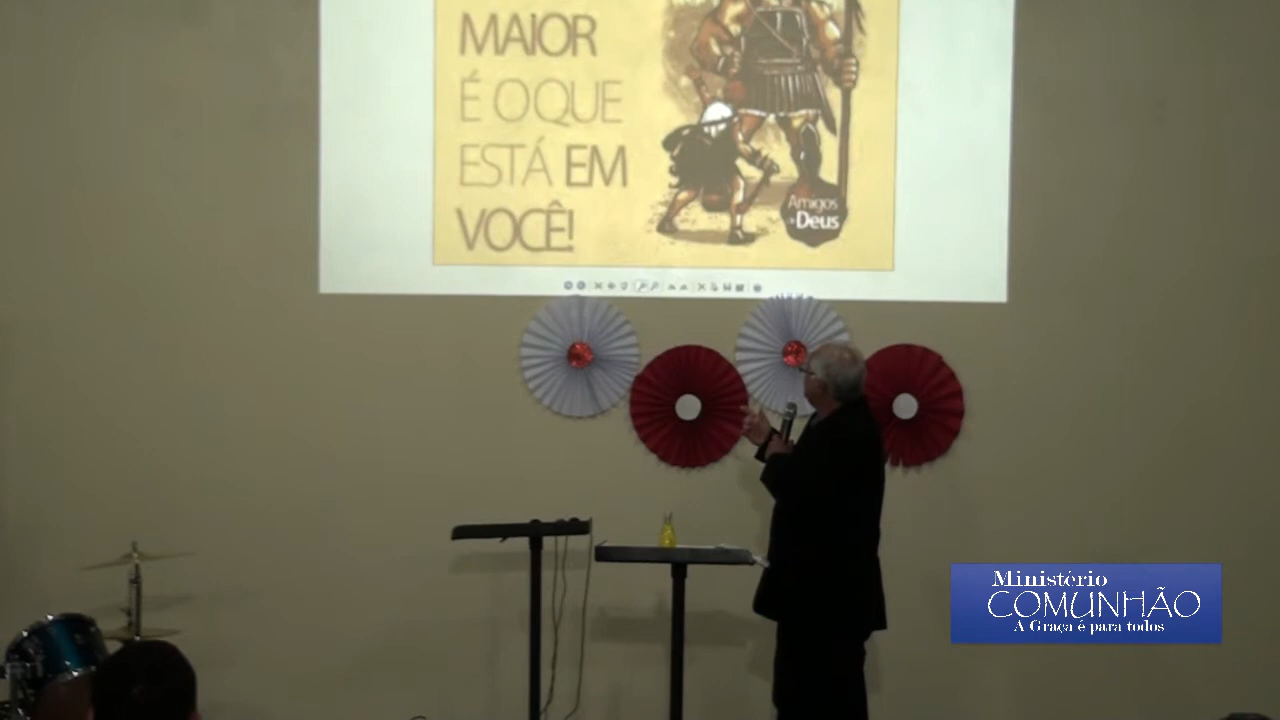 MAIOR
É O QUE
ESTÁ EM
VOCÊ!
Amigos
Deus
Ministério
COMUNHÃO
A Graça é para todos